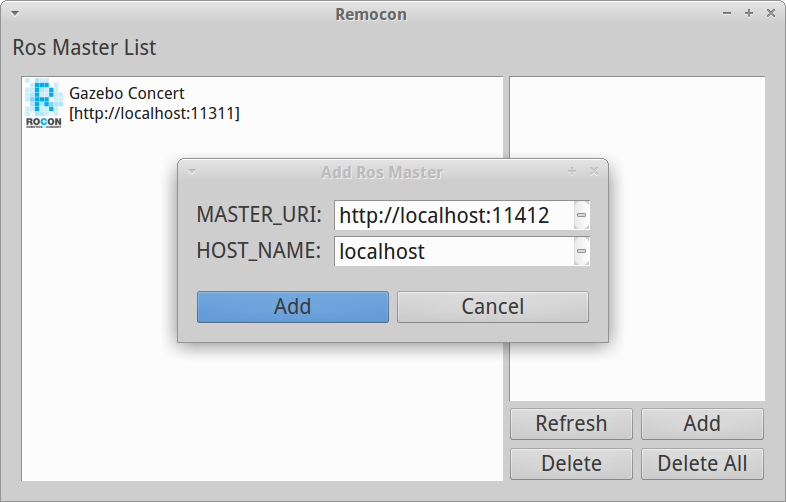 Remocon
Ros Master List
Gazebo Concert
[http://localhost:11311]
ROCON
Add Ros Master
MASTER_URI: http://localhost:11412
HOST_NAME: localhost
Add Cancel
Refresh Add
Delete Delete All